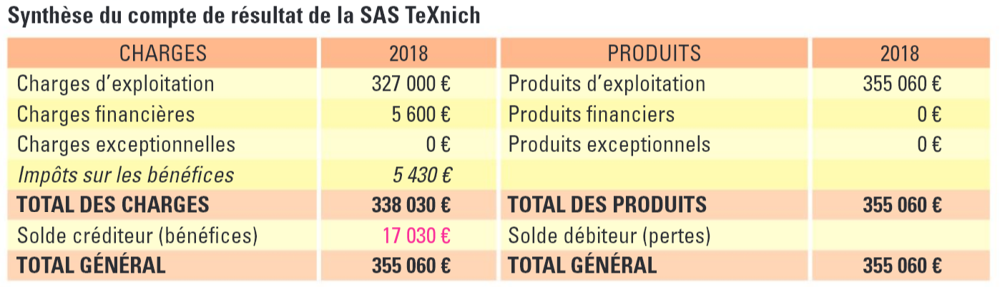 Synthèse du compte de résultat de la SAS TeXnich
CHARGES 2018 PRODUITS 2018
Charges d’exploitation 327 000 € Produits d’exploitation 355 060 €
Charges financières 5 600 € Produits financiers 0 €
Charges exceptionnelles 0 € Produits exceptionnels 0 €
Impôts sur les bénéfices 5 430 €
TOTAL DES CHARGES 338 030 € TOTAL DES PRODUITS 355 060 €
Solde créditeur (bénéfices) 17 030 € Solde débiteur (pertes)
TOTAL GÉNÉRAL 355 060 € TOTAL GÉNÉRAL 355 060 €